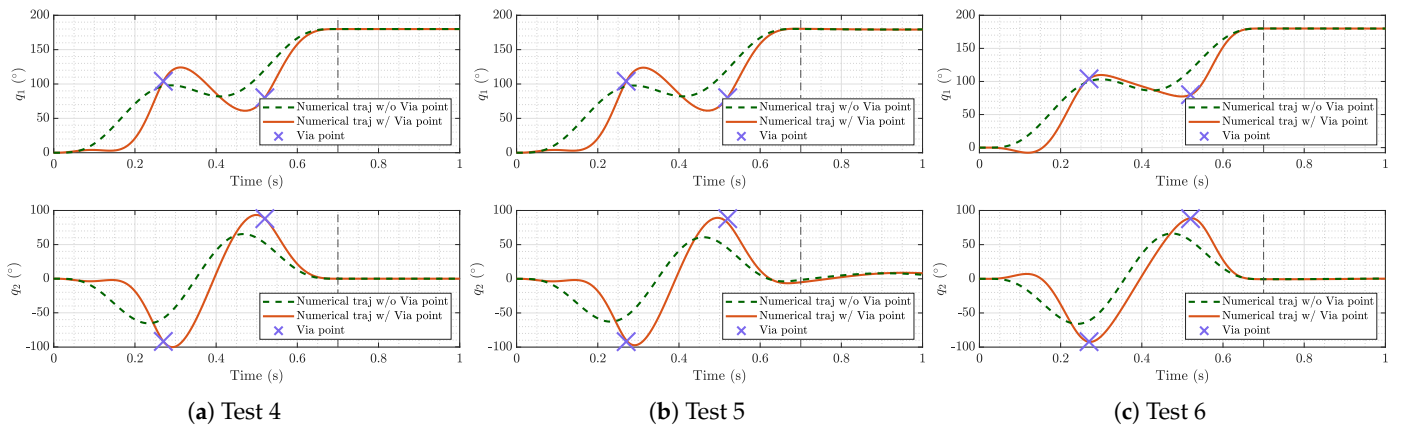 200
150
100
50
0
q₁ (°)
0 0.2 0.4 0.6 0.8 1
Time (s)
Numerical traj w/o Via point
Numerical traj w/ Via point
Via point
100
50
0
-50
-100
q₂ (°)
0 0.2 0.4 0.6 0.8 1
Time (s)
Numerical traj w/o Via point
Numerical traj w/ Via point
Via point
(a) Test 4
200
150
100
50
0
q₁ (°)
0 0.2 0.4 0.6 0.8 1
Time (s)
Numerical traj w/o Via point
Numerical traj w/ Via point
Via point
100
50
0
-50
-100
q₂ (°)
0 0.2 0.4 0.6 0.8 1
Time (s)
Numerical traj w/o Via point
Numerical traj w/ Via point
Via point
(b) Test 5
200
150
100
50
0
q₁ (°)
0 0.2 0.4 0.6 0.8 1
Time (s)
Numerical traj w/o Via point
Numerical traj w/ Via point
Via point
100
50
0
-50
-100
q₂ (°)
0 0.2 0.4 0.6 0.8 1
Time (s)
Numerical traj w/o Via point
Numerical traj w/ Via point
Via point
(c) Test 6